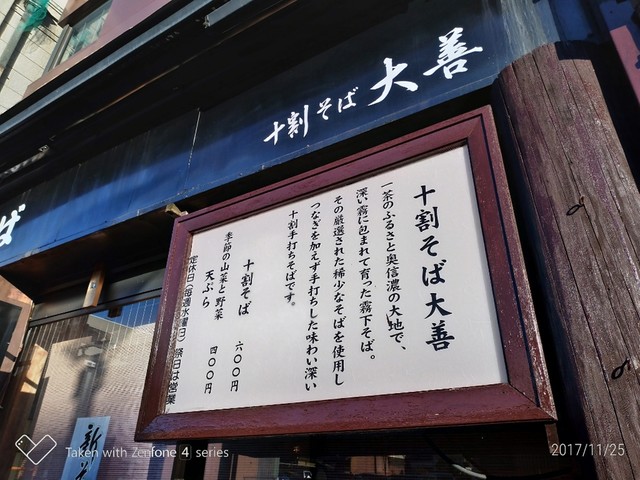 十割そば 大善
ば
十割そば大善
一茶のふるさと奥信濃の大地で、
深い霧に包まれて育った霧下そば。
その厳選された稀少なそばを使用し
つなぎを加えず手打ちした味わい深い
十割手打ちそばです。
十割そば 六〇〇円
季節の山菜と野菜
天ぷら 四〇〇円
定休日(毎週水曜日) 祭日は営業
新
Taken with Zenfone 4 series
2017/11/25